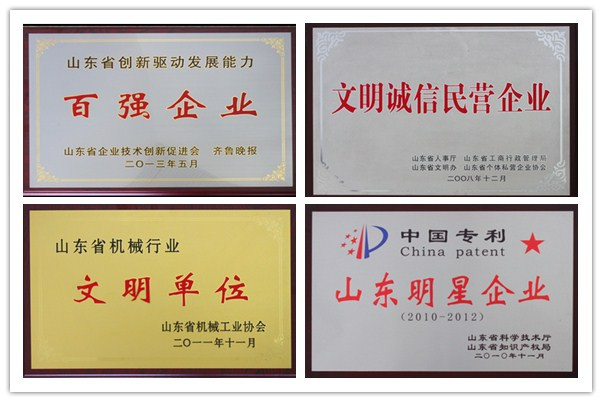 山东省创新驱动发展能力
百强企业
山东省企业技术创新促进会 齐鲁晚报
二〇一三年五月
文明诚信民营企业
山东省人事厅 山东省工商行政管理局
山东省文明办 山东省个体私营企业协会
二〇〇八年十二月
山东省机械行业
文明单位
山东省机械工业协会
二〇一一年十一月
中国专利
China patent
山东明星企业
(2010-2012)
山东省科学技术厅
山东省知识产权局
二〇一〇年十一月